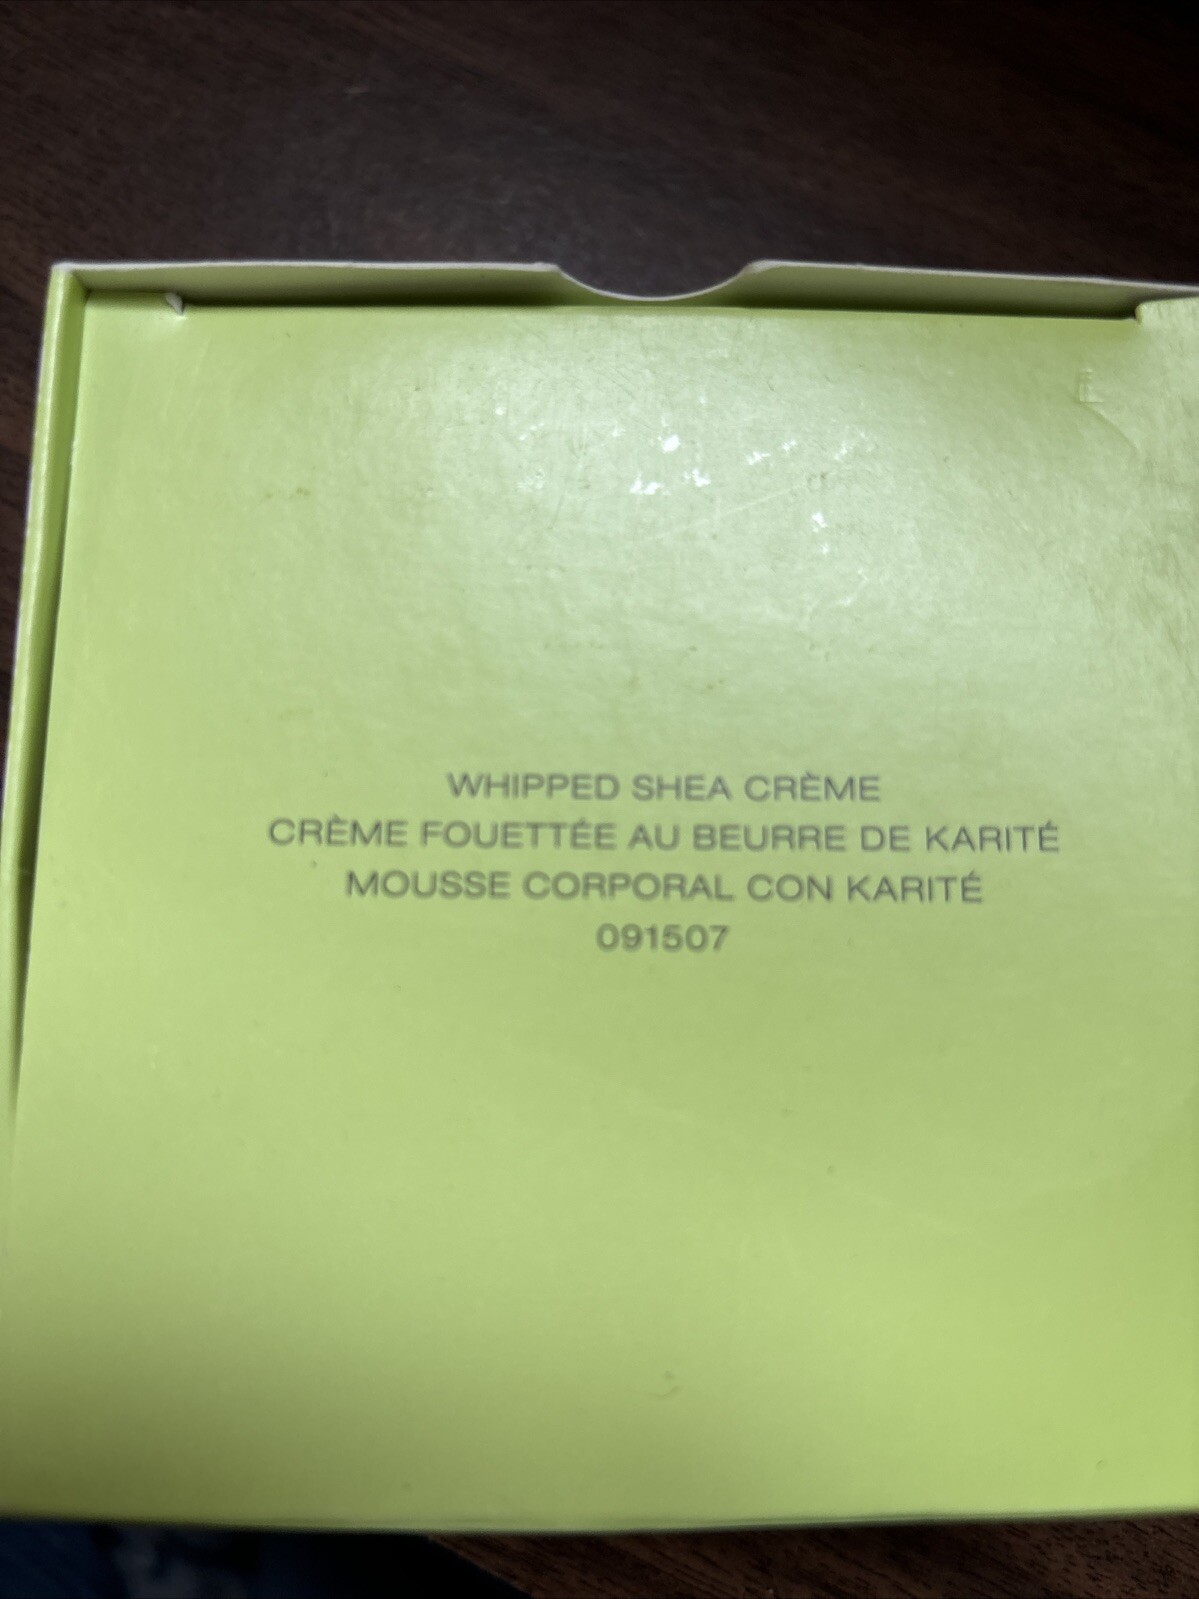 WHIPPED SHEA CRÈME
CRÈME FOUETTÉE AU BEURRE DE KARITÉ
MOUSSE CORPORAL CON KARITÉ
091507